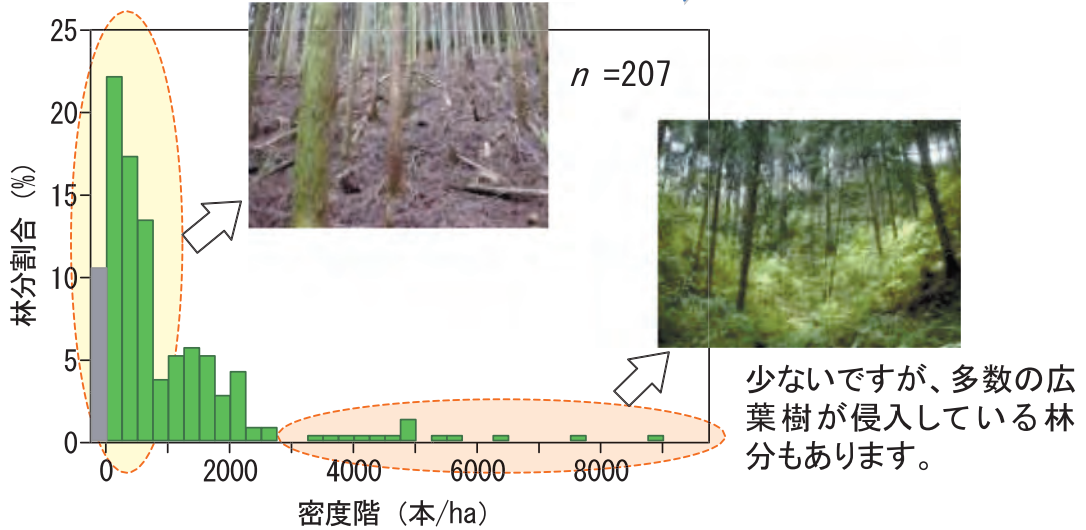 25
20
15
10
5
0
林分割合 (%)
n =207
0 2000 4000 6000 8000
密度階 (本/ha)
少ないですが、多数の広
葉樹が侵入している林
分もあります。